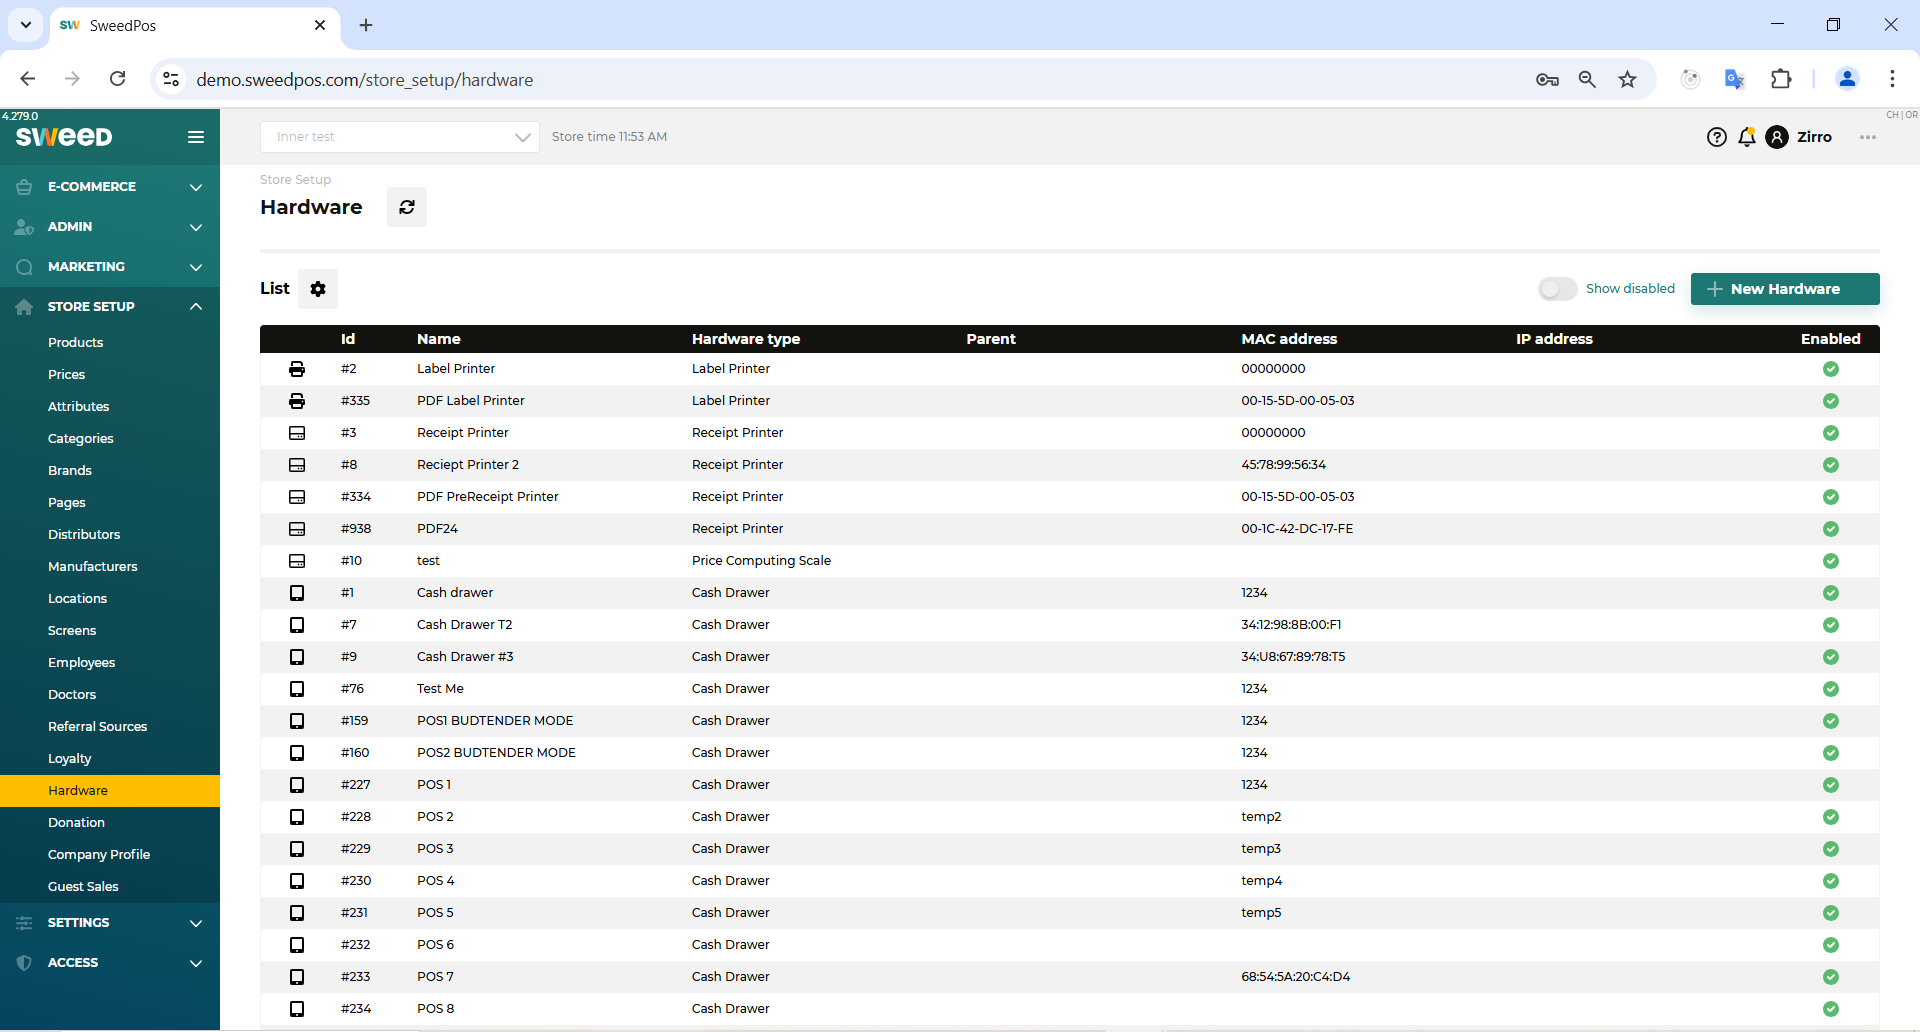 SweedPos
demo.sweedpos.com/store_setup/hardware
4.279.0
SWEED
Inner test
Store time 11:53 AM
Zirro
CH | OR
E-COMMERCE
ADMIN
MARKETING
STORE SETUP
Products
Prices
Attributes
Categories
Brands
Pages
Distributors
Manufacturers
Locations
Screens
Employees
Doctors
Referral Sources
Loyalty
Hardware
Donation
Company Profile
Guest Sales
SETTINGS
ACCESS
Store Setup
Hardware
List
Show disabled
New Hardware
Id Name Hardware type Parent MAC address IP address Enabled
#2 Label Printer Label Printer 00000000
#335 PDF Label Printer Label Printer 00-15-5D-00-05-03
#3 Receipt Printer Receipt Printer 00000000
#8 Reciept Printer 2 Receipt Printer 45:78:99:56:34
#334 PDF PreReceipt Printer Receipt Printer 00-15-5D-00-05-03
#938 PDF24 Receipt Printer 00-1C-42-DC-17-FE
#10 test Price Computing Scale
#1 Cash drawer Cash Drawer 1234
#7 Cash Drawer T2 Cash Drawer 34:12:98:8B:00:F1
#9 Cash Drawer #3 Cash Drawer 34:U8:67:89:78:T5
#76 Test Me Cash Drawer 1234
#159 POS1 BUDTENDER MODE Cash Drawer 1234
#160 POS2 BUDTENDER MODE Cash Drawer 1234
#227 POS 1 Cash Drawer 1234
#228 POS 2 Cash Drawer temp2
#229 POS 3 Cash Drawer temp3
#230 POS 4 Cash Drawer temp4
#231 POS 5 Cash Drawer temp5
#232 POS 6 Cash Drawer
#233 POS 7 Cash Drawer 68:54:5A:20:C4:D4
#234 POS 8 Cash Drawer